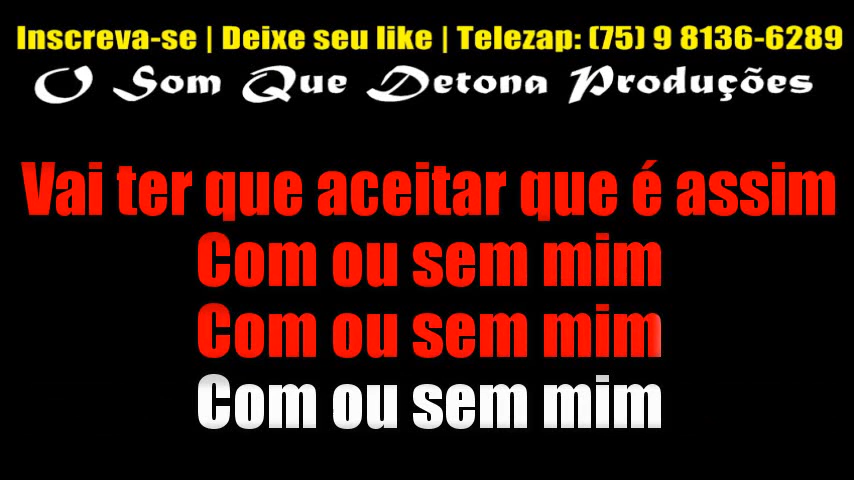 Inscreva-se | Deixe seu like | Telezap: (75) 9 8136-6289
O Som Que Detona Produções
Vai ter que aceitar que é assim
Com ou sem mim
Com ou sem mim
Com ou sem mim